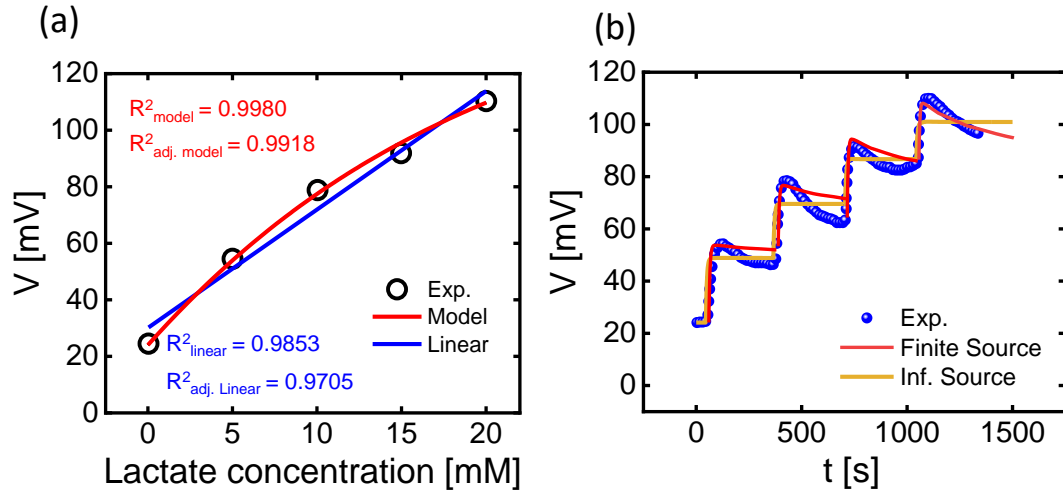 (a)
V [mV]
120
100
80
60
40
20
0
R²model = 0.9980
R²adj. model = 0.9918
Exp.
Model
Linear
R²linear = 0.9853
R²adj. Linear = 0.9705
0 5 10 15 20
Lactate concentration [mM]
(b)
V [mV]
120
100
80
60
40
20
0
Exp.
Finite Source
Inf. Source
0 500 1000 1500
t [s]